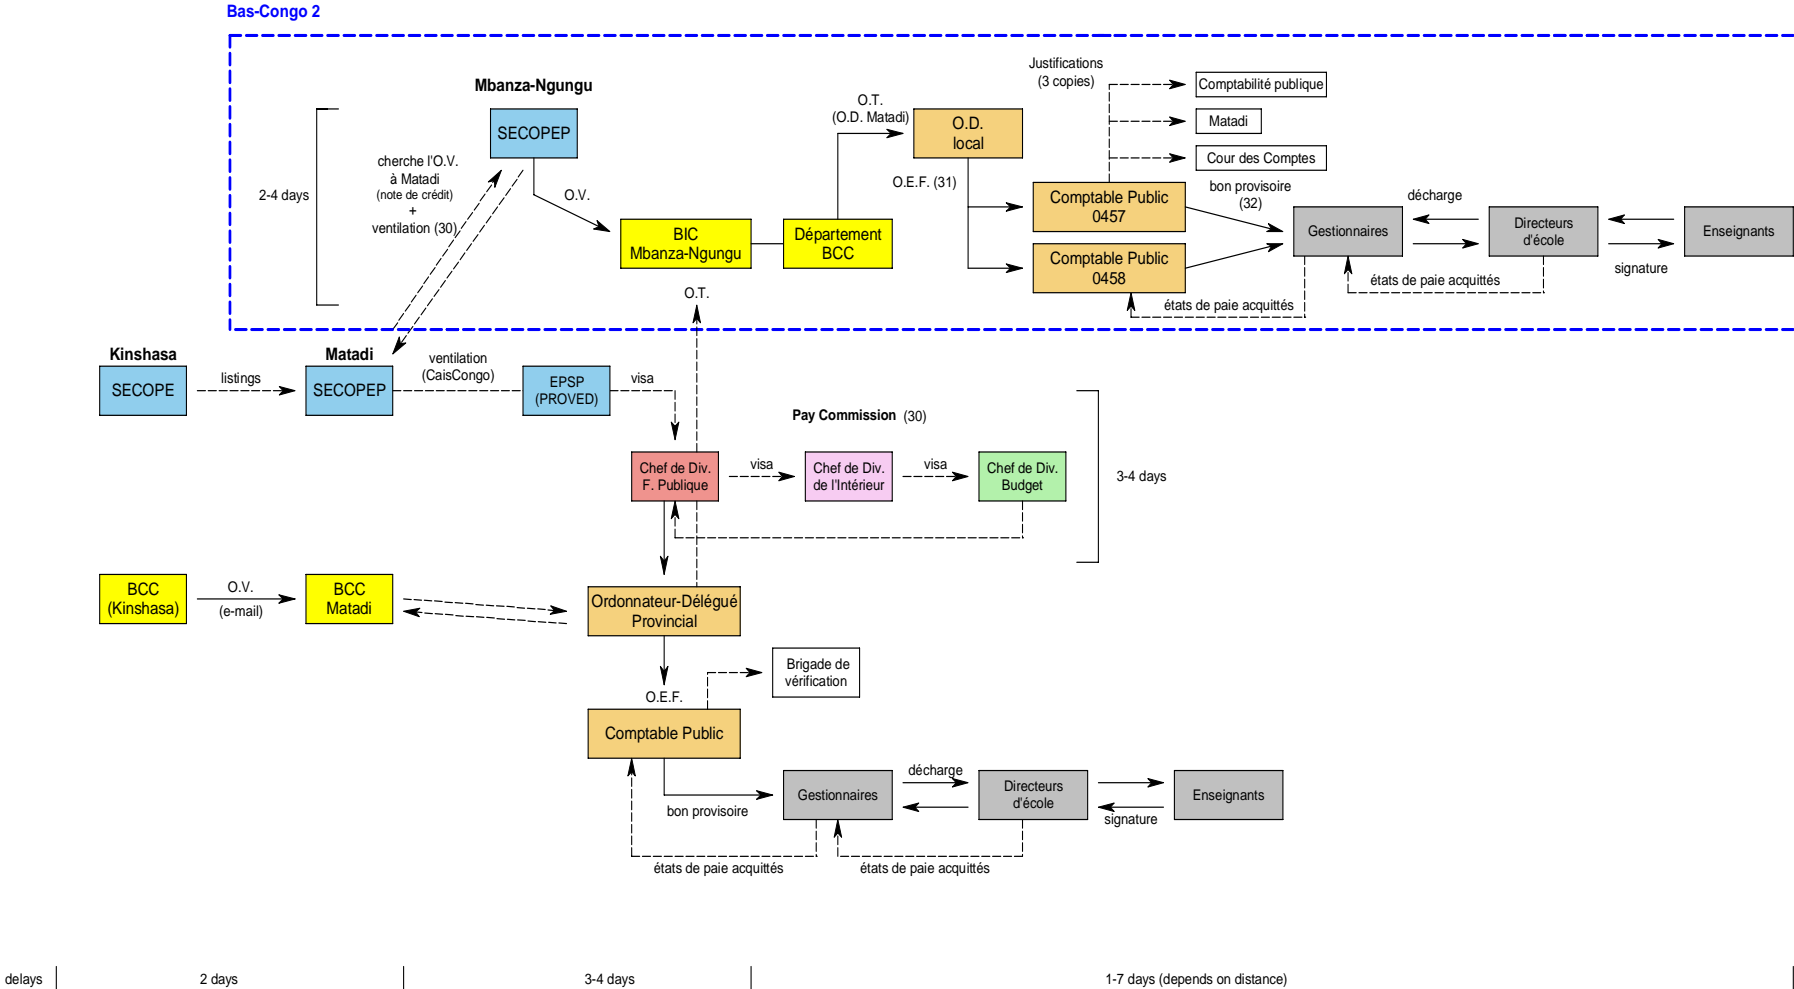 Bas-Congo 2
Mbanza-Ngungu
SECOPEP
2-4 days
cherche l'O.V.
à Matadi
(note de crédit)
+
ventilation (30)
O.V.
BIC
Mbanza-Ngungu
Département
BCC
O.T.
(O.D. Matadi)
O.D.
local
O.E.F. (31)
Justifications
(3 copies)
Comptabilité publique
Matadi
Cour des Comptes
Comptable Public
0457
Comptable Public
0458
bon provisoire
(32)
Gestionnaires
décharge
Directeurs
d'école
Enseignants
signature
états de paie acquittés
états de paie acquittés
O.T.
Kinshasa
SECOPE
listings
Matadi
SECOPEP
ventilation
(CaisCongo)
EPSP
(PROVED)
visa
Pay Commission (30)
Chef de Div.
F. Publique
visa
Chef de Div.
de l'Intérieur
visa
Chef de Div.
Budget
3-4 days
BCC
(Kinshasa)
O.V.
(e-mail)
BCC
Matadi
Ordonnateur-Délégué
Provincial
O.E.F.
Brigade de
vérification
Comptable Public
bon provisoire
Gestionnaires
décharge
Directeurs
d'école
signature
Enseignants
états de paie acquittés
états de paie acquittés
delays
2 days
3-4 days
1-7 days (depends on distance)